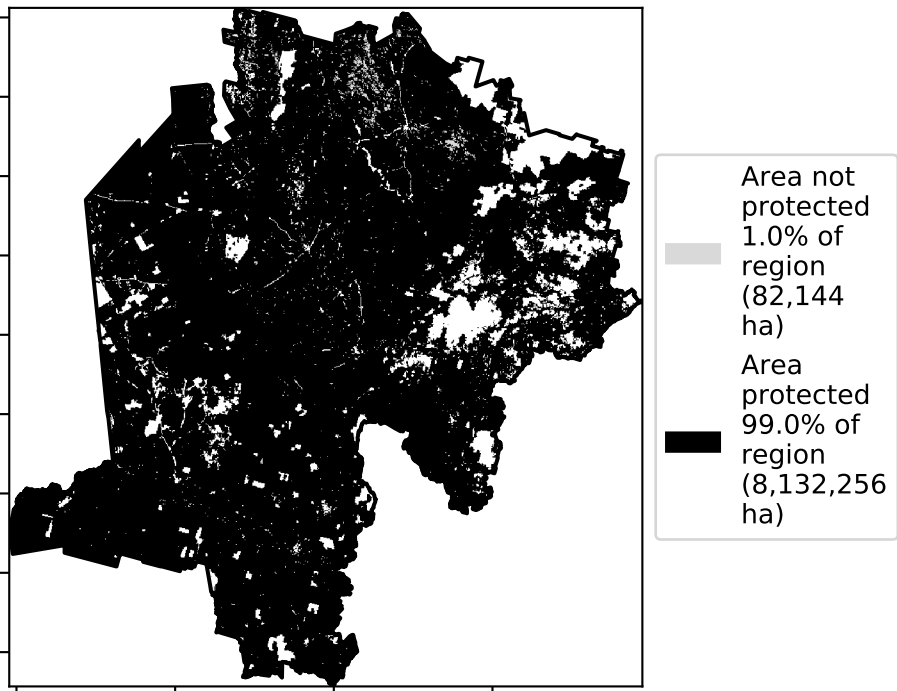 Area not
protected
1.0% of
region
(82,144
ha)
Area
protected
99.0% of
region
(8,132,256
ha)